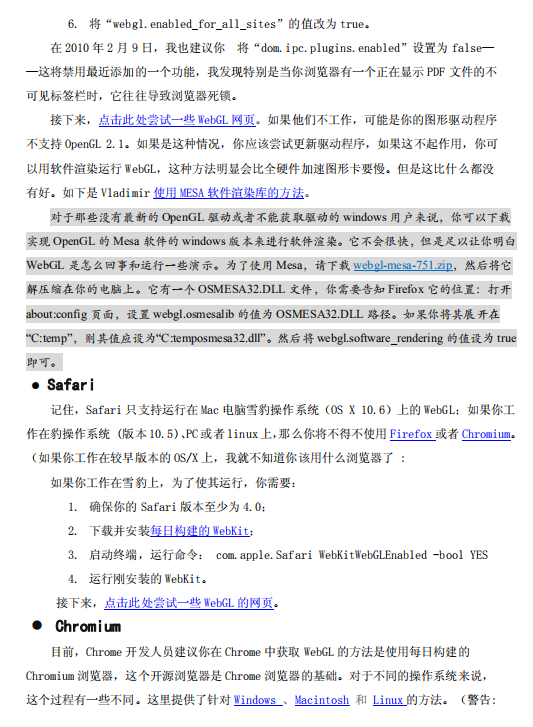 6. 将“webgl.enabled_for_all_sites”的值改为 true。
在 2010 年 2 月 9 日，我也建议你 将“dom.ipc.plugins.enabled”设置为 false—
—这将禁用最近添加的一个功能，我发现特别是当你浏览器有一个正在显示 PDF 文件的不
可见标签栏时，它往往导致浏览器死锁。
接下来，点击此处尝试一些 WebGL 网页。如果他们不工作，可能是你的图形驱动程序
不支持 OpenGL 2.1。如果是这种情况，你应该尝试更新驱动程序，如果这不起作用，你可
以用软件渲染运行 WebGL，这种方法明显会比全硬件加速图形卡要慢。但是这比什么都没
有好。如下是 Vladimir 使用 MESA 软件渲染库的方法。
对于那些没有最新的 OpenGL 驱动或者不能获取驱动的 windows 用户来说，你可以下载
实现 OpenGL 的 Mesa 软件的 windows 版本来进行软件渲染。它不会很快，但是足以让你明白
WebGL 是怎么回事和运行一些演示。为了使用 Mesa，请下载 webgl-mesa-751.zip，然后将它
解压缩在你的电脑上。它有一个 OSMESA32.DLL 文件，你需要告知 Firefox 它的位置：打开
about:config 页面，设置 webgl.osmesalib 的值为 OSMESA32.DLL 路径。如果你将其展开在
“C:temp”，则其值应设为“C:temposmesa32.dll”。然后将 webgl.software_rendering 的值设为 true
即可。
● Safari
记住，Safari 只支持运行在 Mac 电脑雪豹操作系统（OS X 10.6）上的 WebGL；如果你工
作在豹操作系统 (版本 10.5)、PC 或者 linux 上，那么你将不得不使用 Firefox 或者 Chromium。
（如果你工作在较早版本的 OS/X 上，我就不知道你该用什么浏览器了 ：
如果你工作在雪豹上，为了使其运行，你需要：
1. 确保你的 Safari 版本至少为 4.0；
2. 下载并安装每日构建的 WebKit；
3. 启动终端，运行命令： com.apple.Safari WebKitWebGLEnabled -bool YES
4. 运行刚安装的 WebKit。
接下来，点击此处尝试一些 WebGL 的网页。
● Chromium
目前，Chrome 开发人员建议你在 Chrome 中获取 WebGL 的方法是使用每日构建的
Chromium 浏览器，这个开源浏览器是 Chrome 浏览器的基础。对于不同的操作系统来说，
这个过程有一些不同。这里提供了针对 Windows 、Macintosh 和 Linux 的方法。（警告: